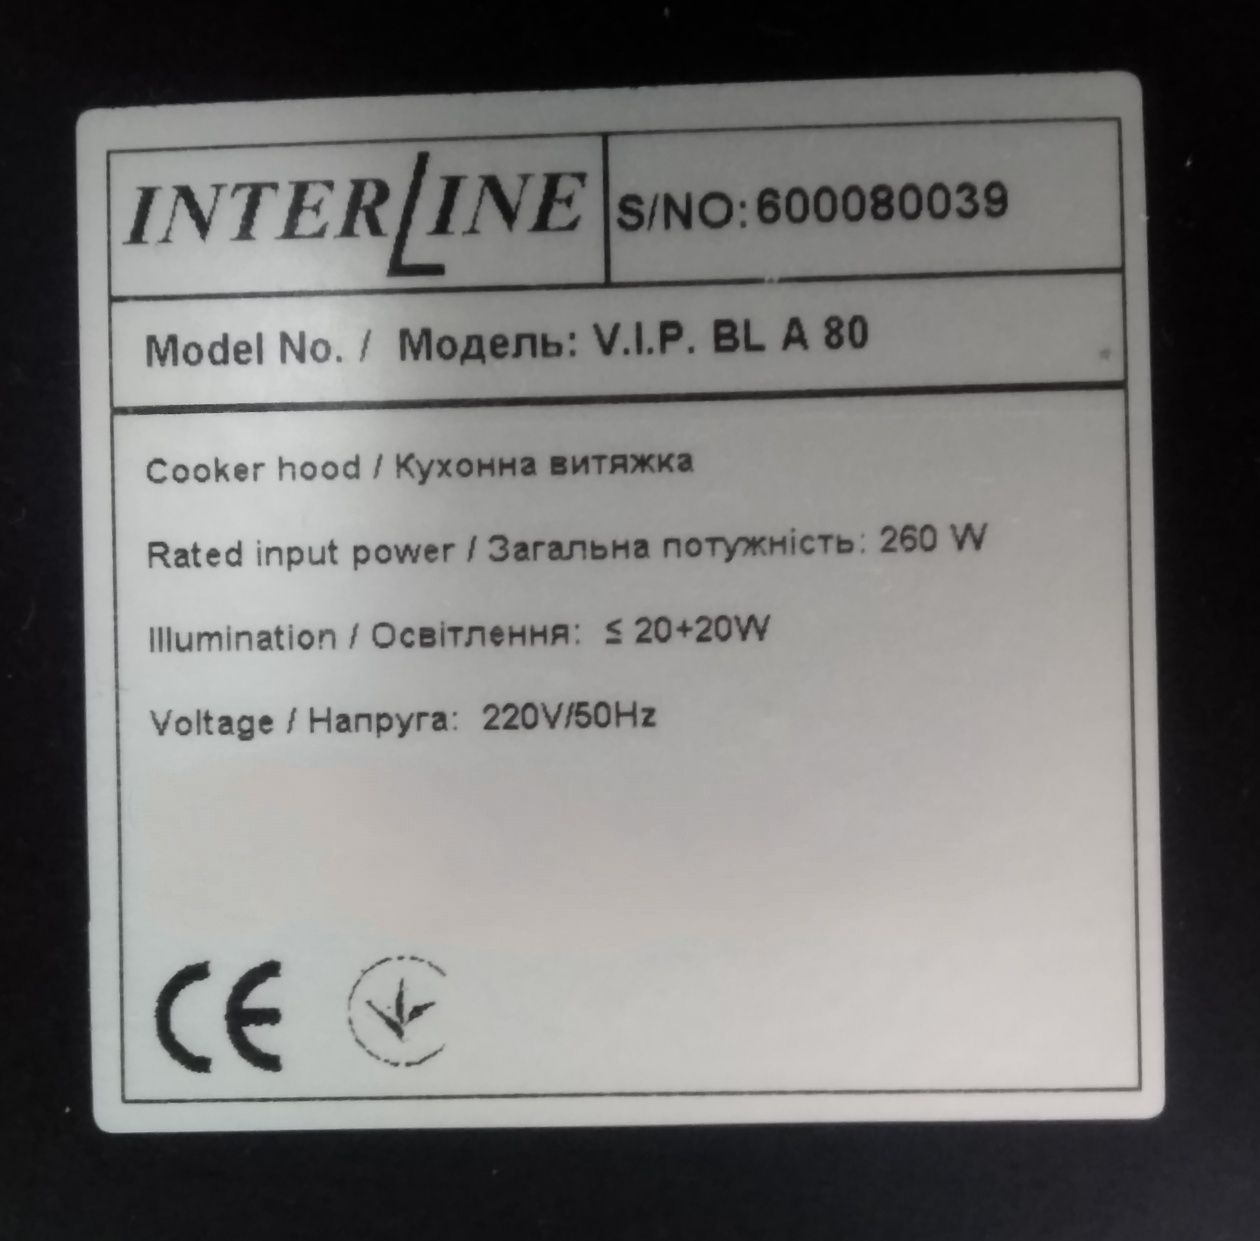 INTERLINE
S/NO: 600080039
Model No. / Модель: V.I.P. BL A 80
Cooker hood / Кухонна витяжка
Rated input power / Загальна потужність: 260 W
Illumination / Освітлення: ≤ 20+20W
Voltage / Напруга: 220V/50Hz
CE